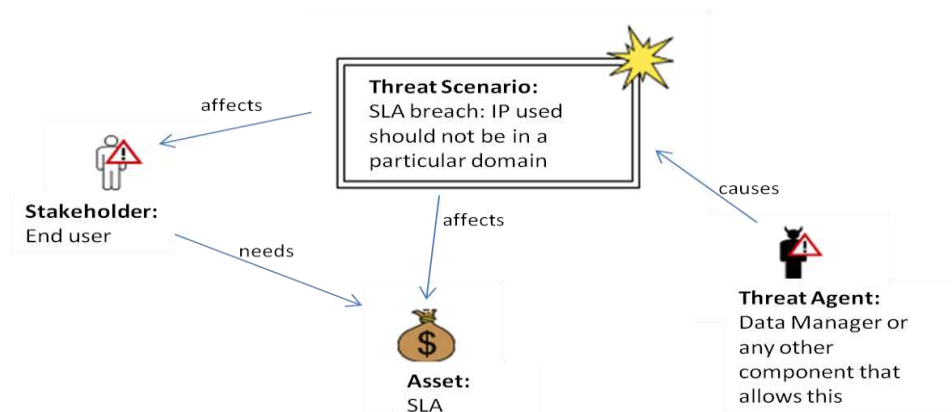 Threat Scenario:
SLA breach: IP used
should not be in a
particular domain
affects
Stakeholder:
End user
needs
affects
causes
Threat Agent:
Data Manager or
any other
component that
allows this
$
Asset:
SLA